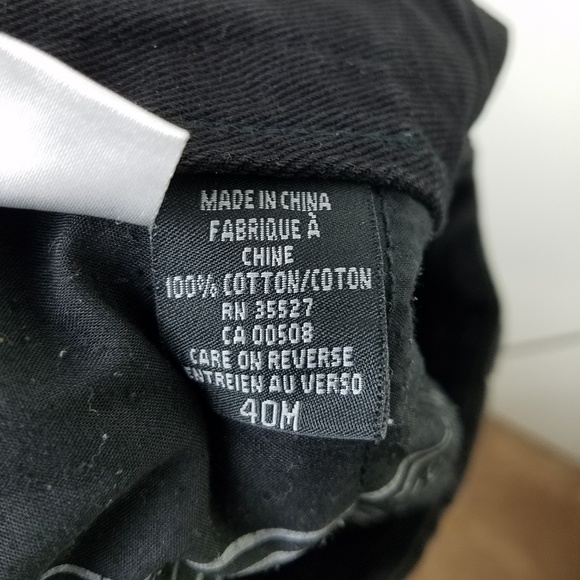 MADE IN CHINA
FABRIQUE À
CHINE
100% COTTON/COTON
RN 35527
CA 00508
CARE ON REVERSE
ENTREIEN AU VERSO
40M